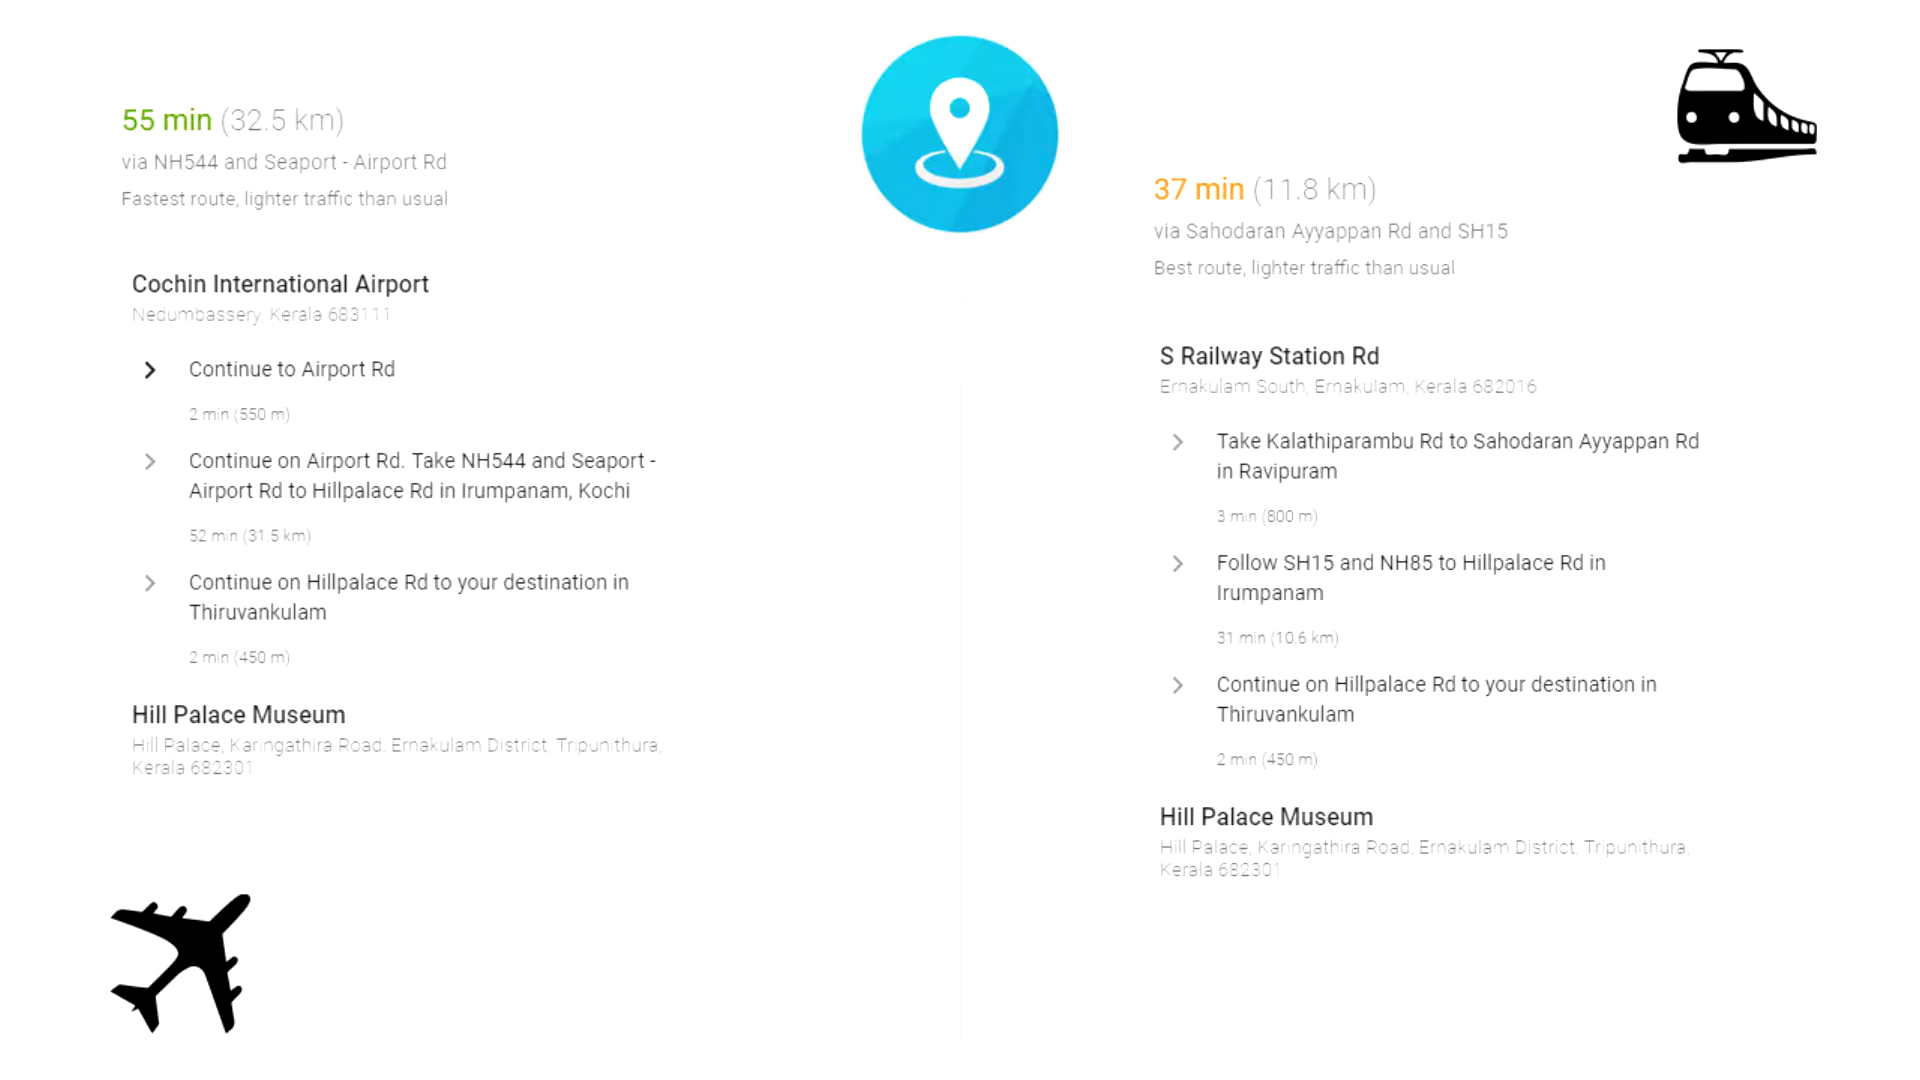 55 min (32.5 km)
via NH544 and Seaport - Airport Rd
Fastest route, lighter traffic than usual
Cochin International Airport
Nedumbassery, Kerala 683111
Continue to Airport Rd
2 min (550 m)
Continue on Airport Rd. Take NH544 and Seaport -
Airport Rd to Hillpalace Rd in Irumpanam, Kochi
52 min (31.5 km)
Continue on Hillpalace Rd to your destination in
Thiruvankulam
2 min (450 m)
Hill Palace Museum
Hill Palace, Karingathira Road, Ernakulam District, Tripunithura,
Kerala 682301
37 min (11.8 km)
via Sahodaran Ayyappan Rd and SH15
Best route, lighter traffic than usual
S Railway Station Rd
Ernakulam South, Ernakulam, Kerala 682016
Take Kalathiparambu Rd to Sahodaran Ayyappan Rd
in Ravipuram
3 min (800 m)
Follow SH15 and NH85 to Hillpalace Rd in
Irumpanam
31 min (10.6 km)
Continue on Hillpalace Rd to your destination in
Thiruvankulam
2 min (450 m)
Hill Palace Museum
Hill Palace, Karingathira Road, Ernakulam District, Tripunithura,
Kerala 682301